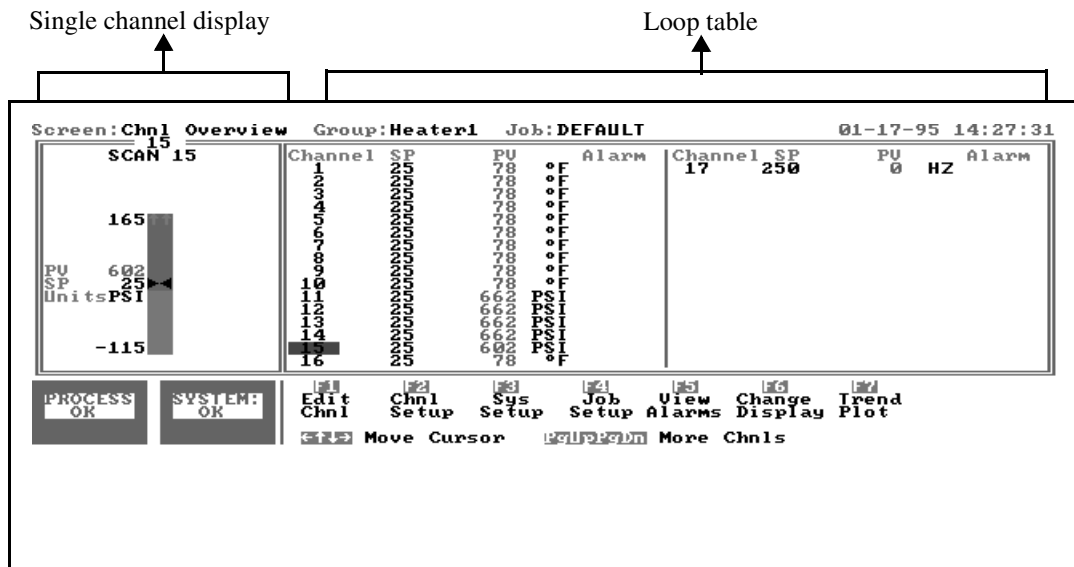 Single channel display
Loop table
Screen:Chnl Overview Group:Heater1 Job:DEFAULT 01-17-95 14:27:31
15
SCAN 15
165
PV 602
SP 25
Units PSI
-115
Channel SP PV Alarm
1 25 78 °F
2 25 78 °F
3 25 78 °F
4 25 78 °F
5 25 78 °F
6 25 78 °F
7 25 78 °F
8 25 78 °F
9 25 78 °F
10 25 78 °F
11 25 662 PSI
12 25 662 PSI
13 25 662 PSI
14 25 662 PSI
15 25 602 PSI
16 25 78 °F
Channel SP PV Alarm
17 250 0 HZ
PROCESS
OK
SYSTEM:
OK
F1 F2 F3 F4 F5 F6 F7
Edit Chnl Sys Job View Change Trend
Chnl Setup Setup Setup Alarms Display Plot
←↑↓→ Move Cursor PgUpPgDn More Chnls